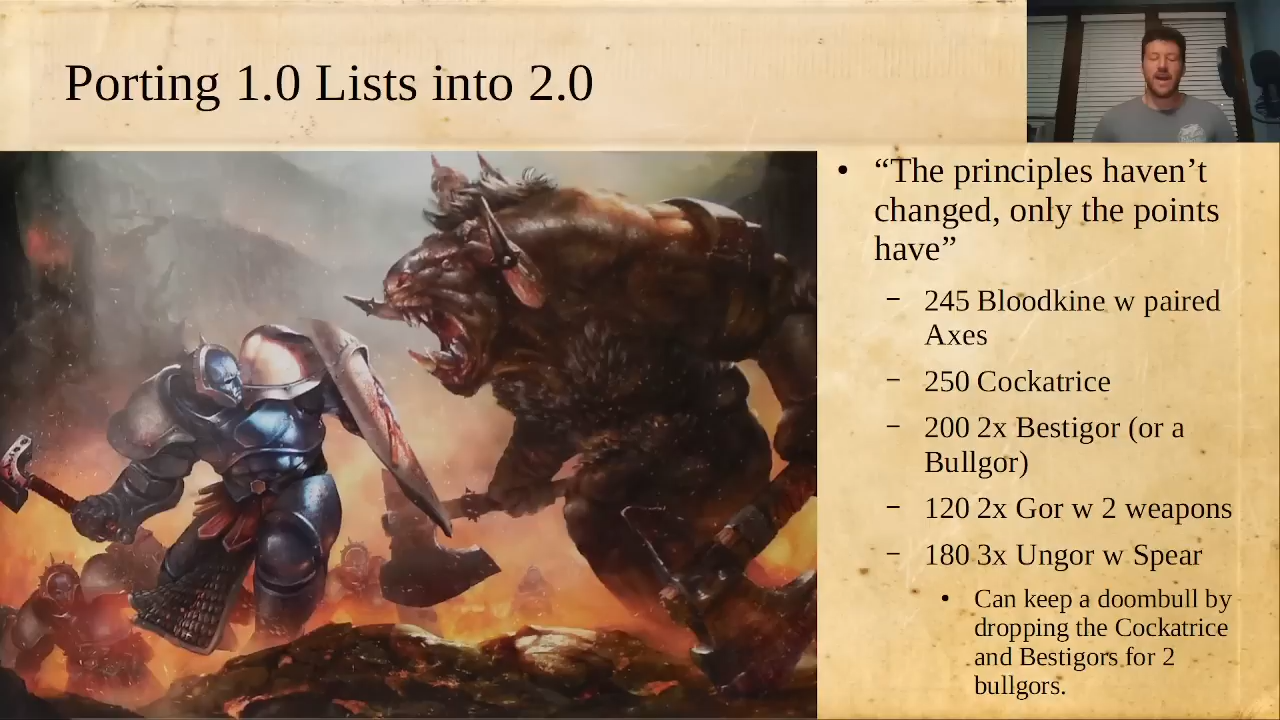 Porting 1.0 Lists into 2.0
• “The principles haven’t
changed, only the points
have”
– 245 Bloodkine w paired
Axes
– 250 Cockatrice
– 200 2x Bestigor (or a
Bullgor)
– 120 2x Gor w 2 weapons
– 180 3x Ungor w Spear
• Can keep a doombull by
dropping the Cockatrice
and Bestigors for 2
bullgors.